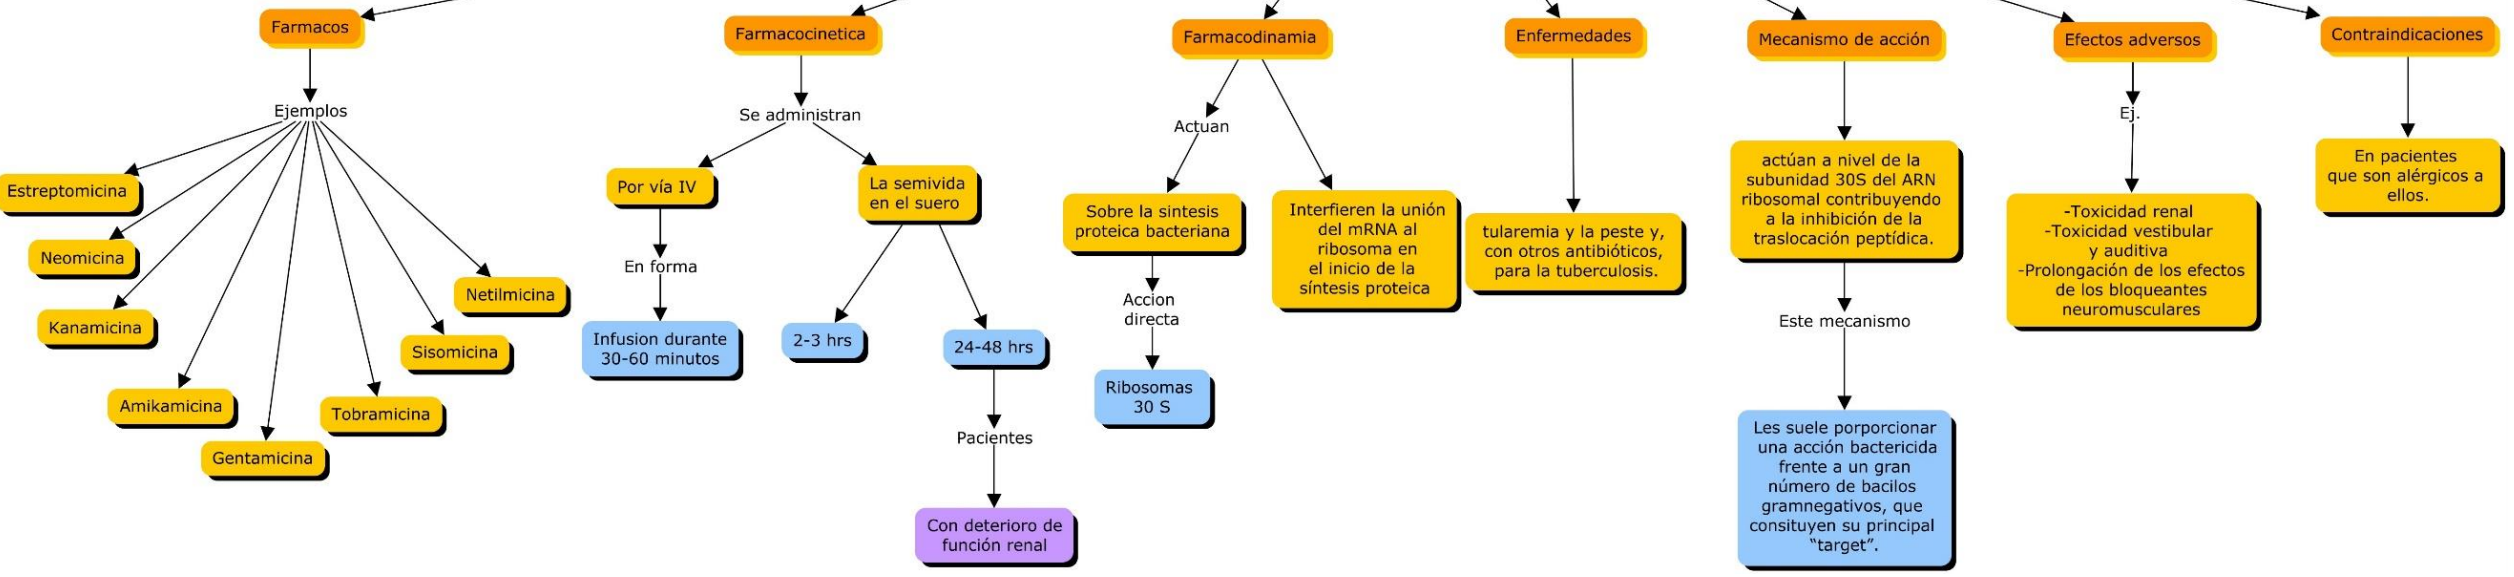 Farmacos
Ejemplos
Estreptomicina
Neomicina
Kanamicina
Amikamicina
Gentamicina
Tobramicina
Sisomicina
Netilmicina
Farmacocinetica
Se administran
Por vía IV
En forma
Infusion durante
30-60 minutos
La semivida
en el suero
2-3 hrs
24-48 hrs
Pacientes
Con deterioro de
función renal
Farmacodinamia
Actuan
Sobre la sintesis
proteica bacteriana
Accion
directa
Ribosomas
30 S
Interfieren la unión
del mRNA al
ribosoma en
el inicio de la
síntesis proteica
Enfermedades
tularemia y la peste y,
con otros antibióticos,
para la tuberculosis.
Mecanismo de acción
actúan a nivel de la
subunidad 30S del ARN
ribosomal contribuyendo
a la inhibición de la
traslocación peptídica.
Este mecanismo
Les suele porporcionar
una acción bactericida
frente a un gran
número de bacilos
gramnegativos, que
consituyen su principal
“target”.
Efectos adversos
Ej.
-Toxicidad renal
-Toxicidad vestibular
y auditiva
-Prolongación de los efectos
de los bloqueantes
neuromusculares
Contraindicaciones
En pacientes
que son alérgicos a
ellos.